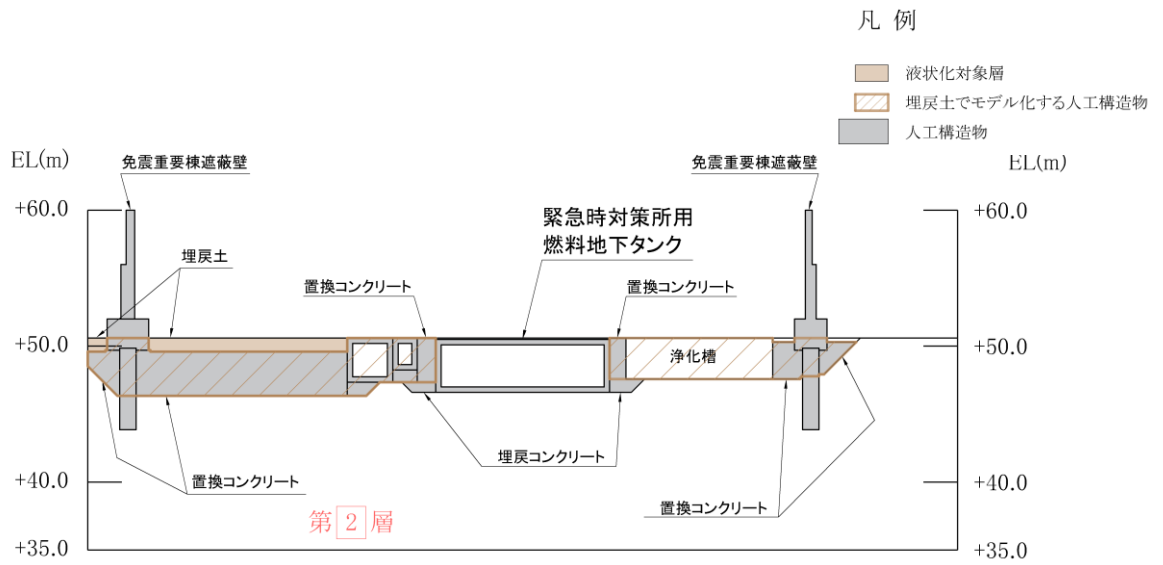 凡 例
液状化対象層
埋戻土でモデル化する人工構造物
人工構造物
EL(m)
EL(m)
免震重要棟遮蔽壁
免震重要棟遮蔽壁
+60.0
+60.0
緊急時対策所用
燃料地下タンク
埋戻土
置換コンクリート
置換コンクリート
+50.0
+50.0
浄化槽
埋戻コンクリート
置換コンクリート
置換コンクリート
+40.0
+40.0
第2層
+35.0
+35.0